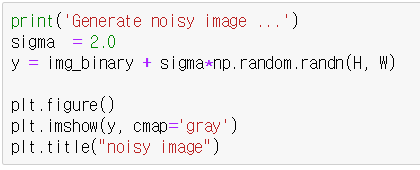 print('Generate noisy image ...')
sigma  = 2.0
y = img_binary + sigma*np.random.randn(H, W)

plt.figure()
plt.imshow(y, cmap='gray')
plt.title("noisy image")